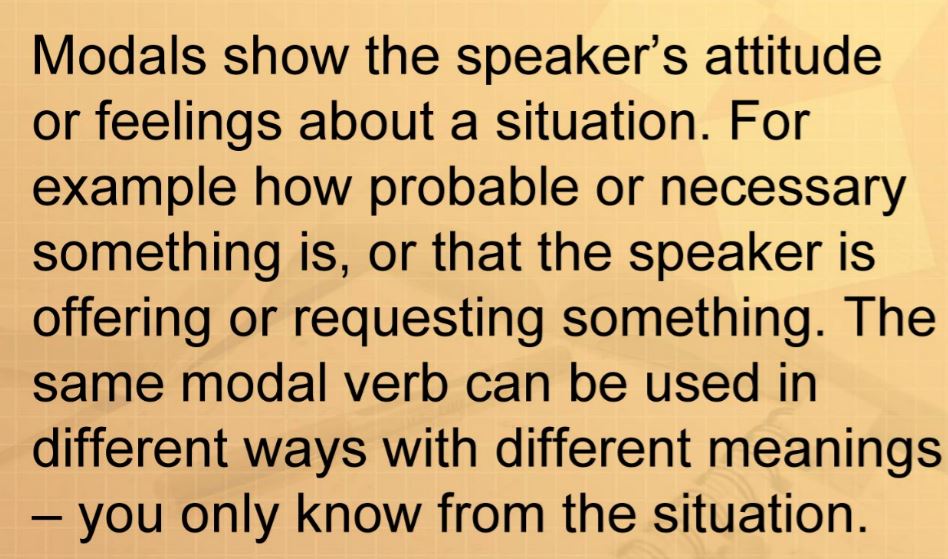 Modals show the speaker’s attitude
or feelings about a situation. For
example how probable or necessary
something is, or that the speaker is
offering or requesting something. The
same modal verb can be used in
different ways with different meanings
– you only know from the situation.